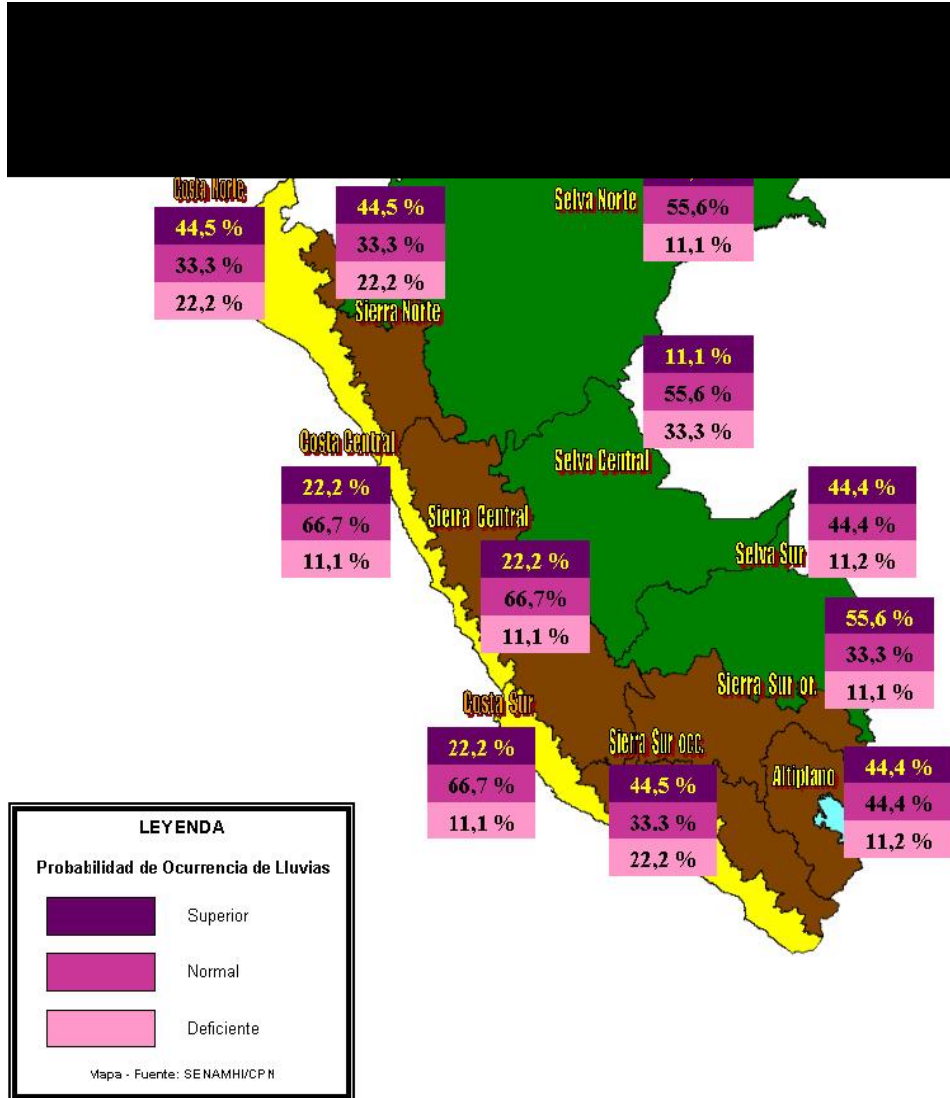 Costa Norte
44,5 %
33,3 %
22,2 %
44,5 %
33,3 %
22,2 %
Sierra Norte
Selva Norte
55,6%
11,1 %
11,1 %
55,6 %
33,3 %
Selva Central
Costa Central
22,2 %
66,7 %
11,1 %
Sierra Central
22,2 %
66,7%
11,1 %
44,4 %
44,4 %
11,2 %
Selva Sur
55,6 %
33,3 %
11,1 %
Sierra Sur or.
Costa Sur
22,2 %
66,7 %
11,1 %
Sierra Sur occ.
44,5 %
33.3 %
22,2 %
Altiplano
44,4 %
44,4 %
11,2 %
LEYENDA
Probabilidad de Ocurrencia de Lluvias
Superior
Normal
Deficiente
Mapa - Fuente: SENAMHI/CPN